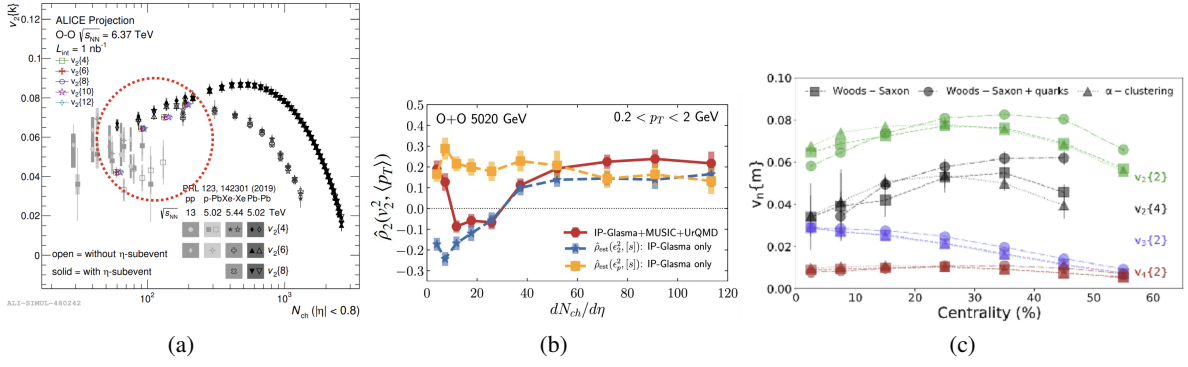 v₂{k}
0.12
0.1
0.08
0.06
0.04
0.02
0
ALICE Projection
O-O √sNN = 6.37 TeV
Lint = 1 nb⁻¹
v₂{4}
v₂{6}
v₂{8}
v₂{10}
v₂{12}
PRL 123, 142301 (2019)
pp p-Pb Xe-Xe Pb-Pb
√sNN 13 5.02 5.44 5.02 TeV
v₂{4}
v₂{6}
v₂{8}
open = without η-subevent
solid = with η-subevent
ALI-SIMUL-480242
10² 10³
Nch (|η| < 0.8)
(a)
ρ̂₂(v₂², ⟨pT⟩)
0.5
0.4
0.3
0.2
0.1
0.0
−0.1
−0.2
−0.3
O+O 5020 GeV 0.2 < pT < 2 GeV
IP-Glasma+MUSIC+UrQMD
ρ̂est(ε₂², [s]): IP-Glasma only
ρ̂est(εp², [s]): IP-Glasma only
0 20 40 60 80 100 120
dNch/dη
(b)
vn{m}
0.10
0.08
0.06
0.04
0.02
0.00
Woods−Saxon Woods−Saxon+quarks α−clustering
v₂{2}
v₂{4}
v₃{2}
v₄{2}
0 10 20 30 40 50 60
Centrality (%)
(c)